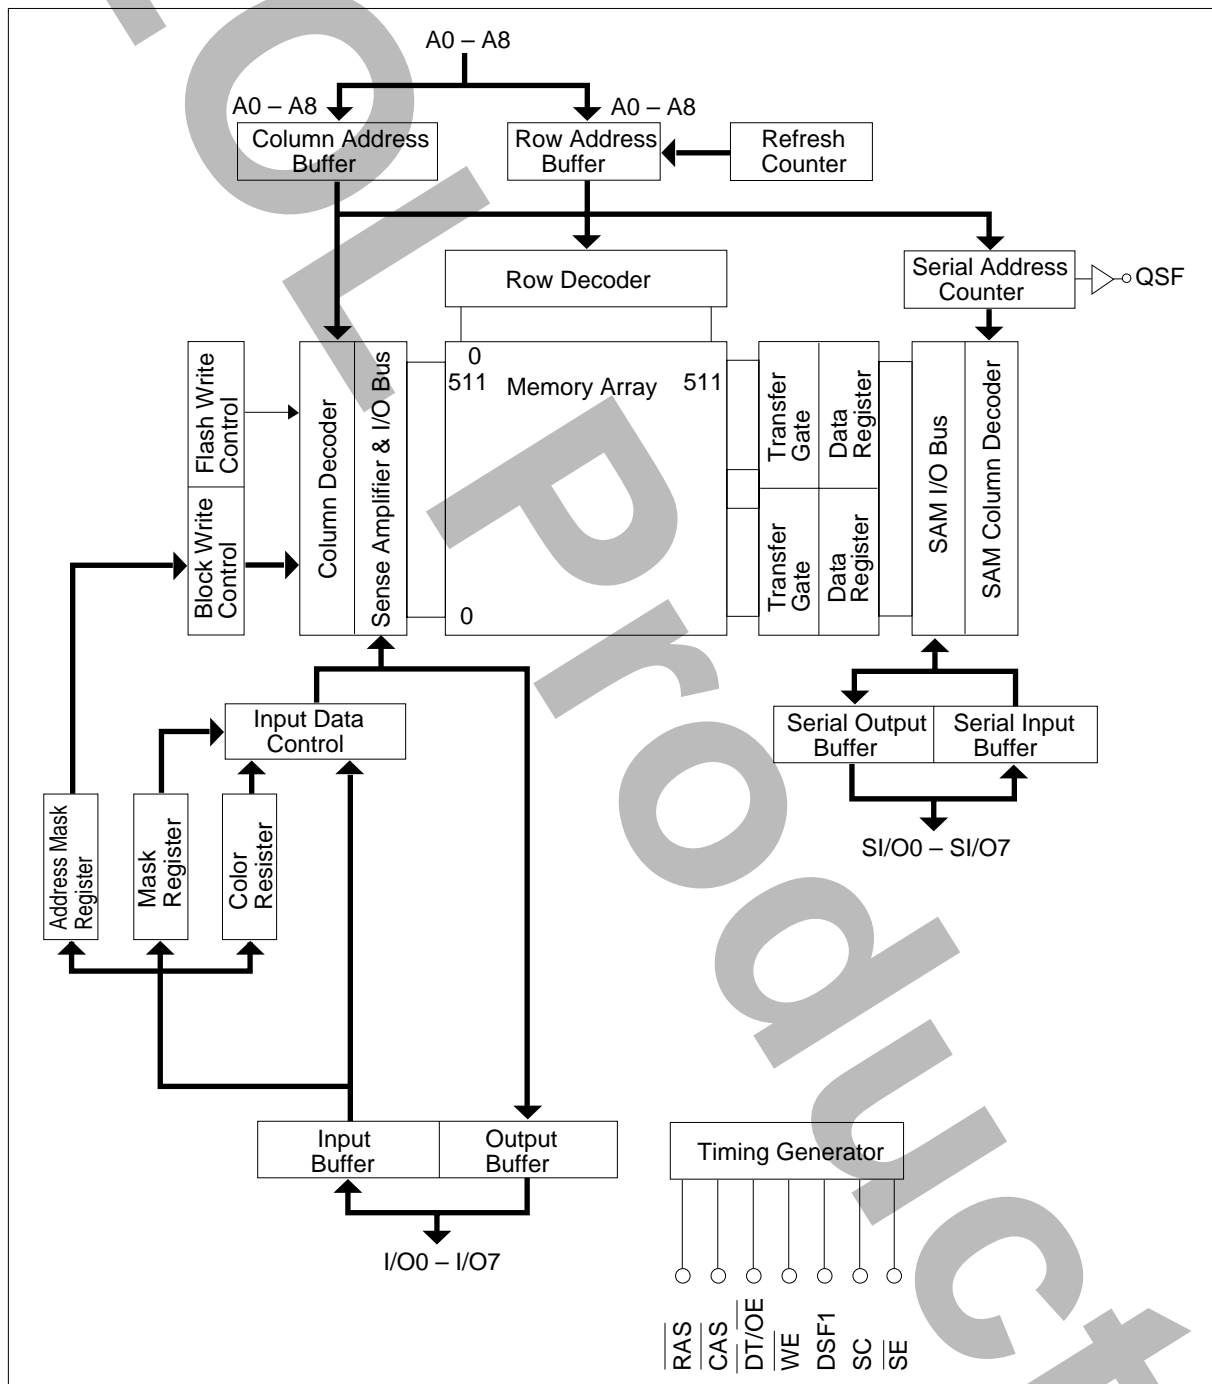 A0 – A8
A0 – A8
A0 – A8
Column Address
Buffer
Row Address
Buffer
Refresh
Counter
Row Decoder
Serial Address
Counter
QSF
Flash Write
Control
Block Write
Control
Column Decoder
Sense Amplifier & I/O Bus
0
511
Memory Array
511
0
Transfer
Gate
Data
Register
Transfer
Gate
Data
Register
SAM I/O Bus
SAM Column Decoder
Input Data
Control
Serial Output
Buffer
Serial Input
Buffer
SI/O0 – SI/O7
Address Mask
Register
Mask
Register
Color
Resister
Input
Buffer
Output
Buffer
I/O0 – I/O7
Timing Generator
RAS
CAS
DT/OE
WE
DSF1
SC
SE
OL Product